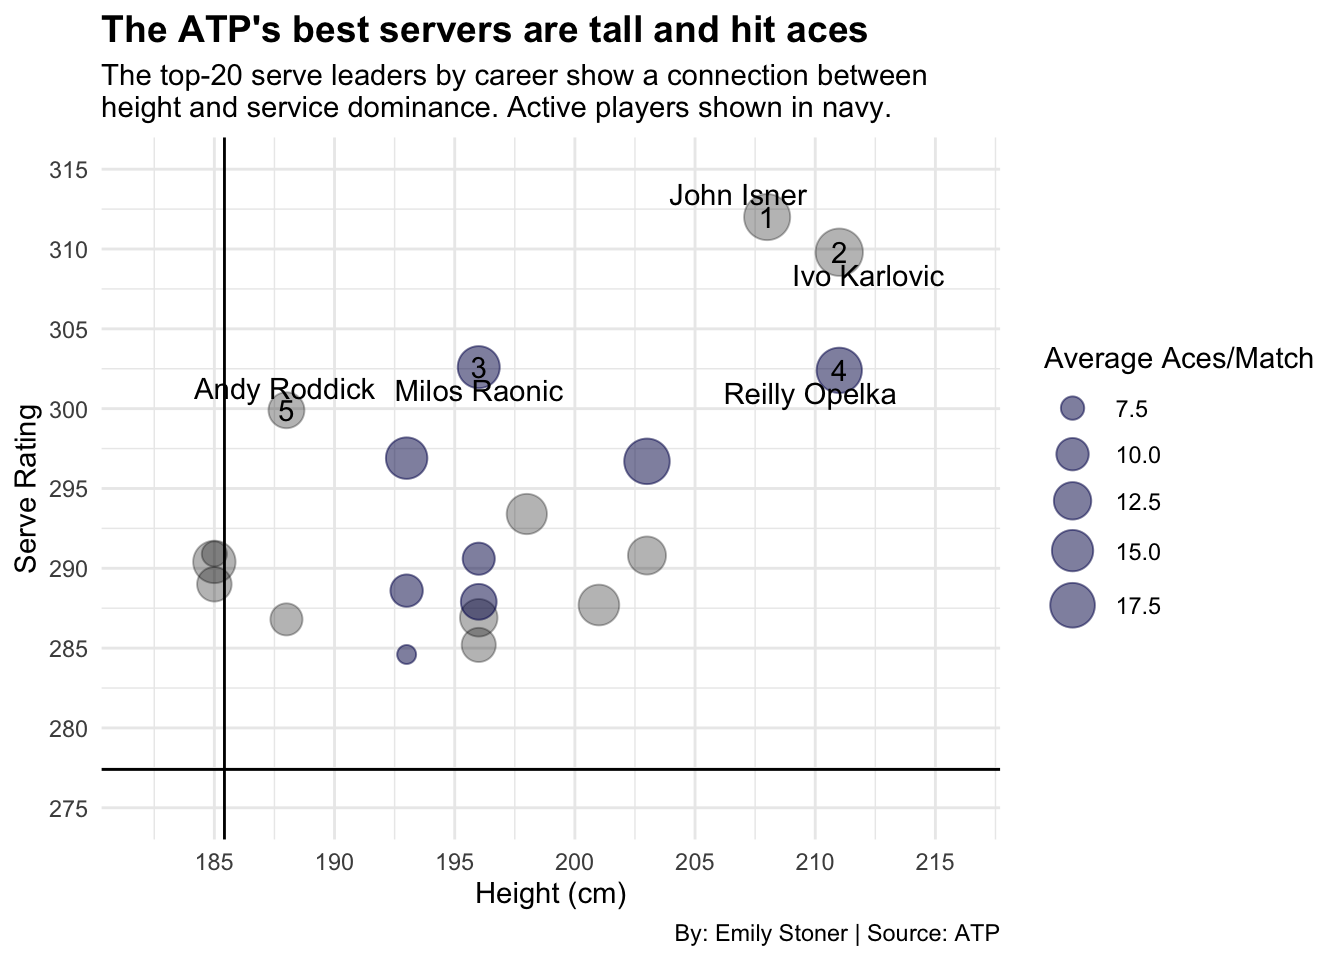 The ATP's best servers are tall and hit aces
The top-20 serve leaders by career show a connection between
height and service dominance. Active players shown in navy.
315
310
305
300
295
290
285
280
275
Serve Rating
John Isner
1
2
Ivo Karlovic
3
4
Andy Roddick
Milos Raonic
Reilly Opelka
5
185 190 195 200 205 210 215
Height (cm)
Average Aces/Match
7.5
10.0
12.5
15.0
17.5
By: Emily Stoner | Source: ATP